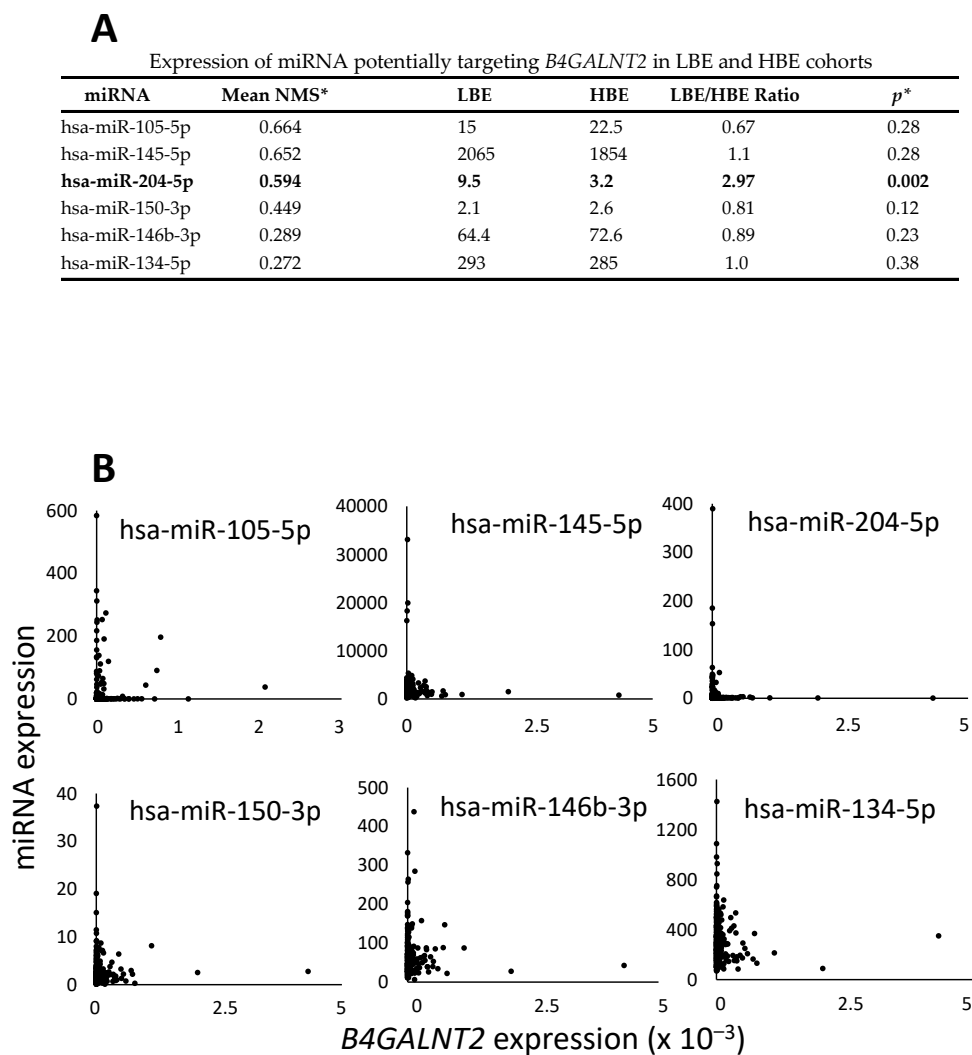 A
Expression of miRNA potentially targeting B4GALNT2 in LBE and HBE cohorts
miRNA Mean NMS* LBE HBE LBE/HBE Ratio p*
hsa-miR-105-5p 0.664 15 22.5 0.67 0.28
hsa-miR-145-5p 0.652 2065 1854 1.1 0.28
hsa-miR-204-5p 0.594 9.5 3.2 2.97 0.002
hsa-miR-150-3p 0.449 2.1 2.6 0.81 0.12
hsa-miR-146b-3p 0.289 64.4 72.6 0.89 0.23
hsa-miR-134-5p 0.272 293 285 1.0 0.38
B
miRNA expression
hsa-miR-105-5p
600
400
200
0
0 1 2 3
hsa-miR-145-5p
40000
30000
20000
10000
0
0 2.5 5
hsa-miR-204-5p
400
300
200
100
0
0 2.5 5
hsa-miR-150-3p
40
30
20
10
0
0 2.5 5
hsa-miR-146b-3p
500
400
300
200
100
0
0 2.5 5
hsa-miR-134-5p
1600
1200
800
400
0
0 2.5 5
B4GALNT2 expression (x 10⁻³)